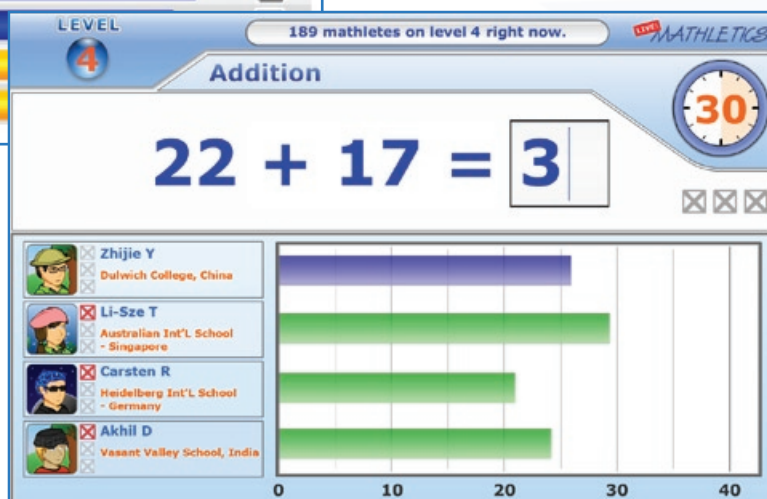 LEVEL
4
189 mathletes on level 4 right now.
LIVE! MATHLETICS
Addition
30
22 + 17 = 3
Zhijie Y
Dulwich College, China
Li-Sze T
Australian Int'L School
- Singapore
Carsten R
Heidelberg Int'L School
- Germany
Akhil D
Vasant Valley School, India
0 10 20 30 40